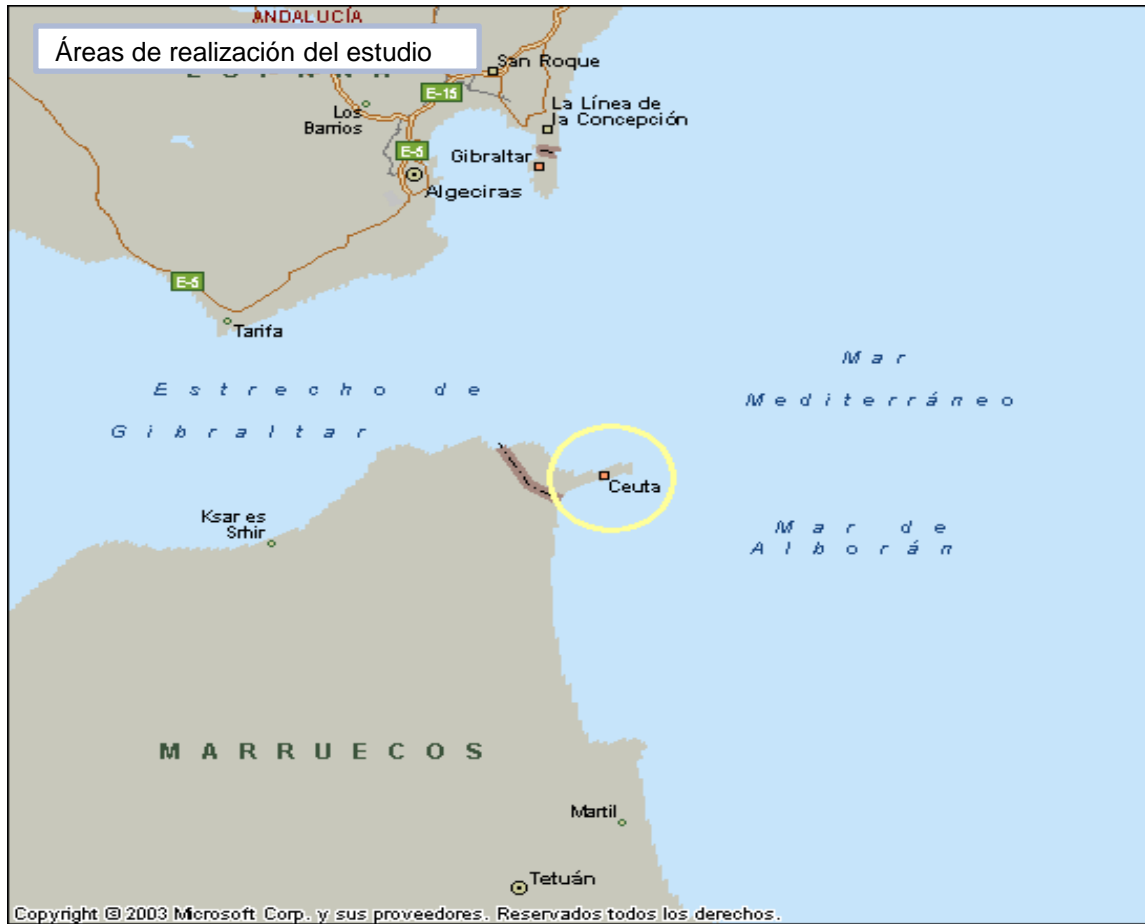 ANDALUCÍA
Áreas de realización del estudio
San Roque
E-15
Los
Barrios
La Línea de
la Concepción
E-5
Gibraltar
Algeciras
E-5
Tarifa
Mar
Mediterráneo
Estrecho de
Gibraltar
Ceuta
Ksar es
Srhir
Mar de
Alborán
MARRUECOS
Martil
Tetuán
Copyright © 2003 Microsoft Corp. y sus proveedores. Reservados todos los derechos.